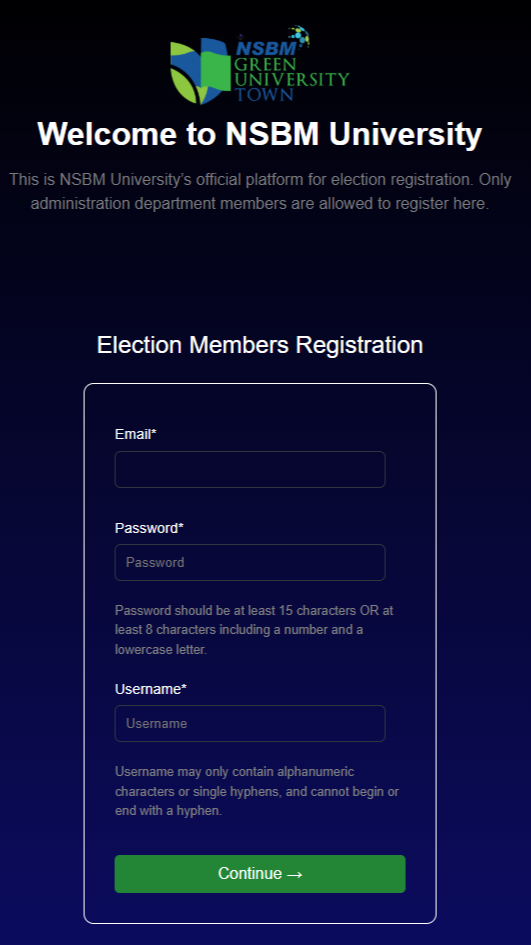 NSBM
GREEN
UNIVERSITY
TOWN
Welcome to NSBM University
This is NSBM University's official platform for election registration. Only
administration department members are allowed to register here.
Election Members Registration
Email*
Password*
Password
Password should be at least 15 characters OR at
least 8 characters including a number and a
lowercase letter.
Username*
Username
Username may only contain alphanumeric
characters or single hyphens, and cannot begin or
end with a hyphen.
Continue →